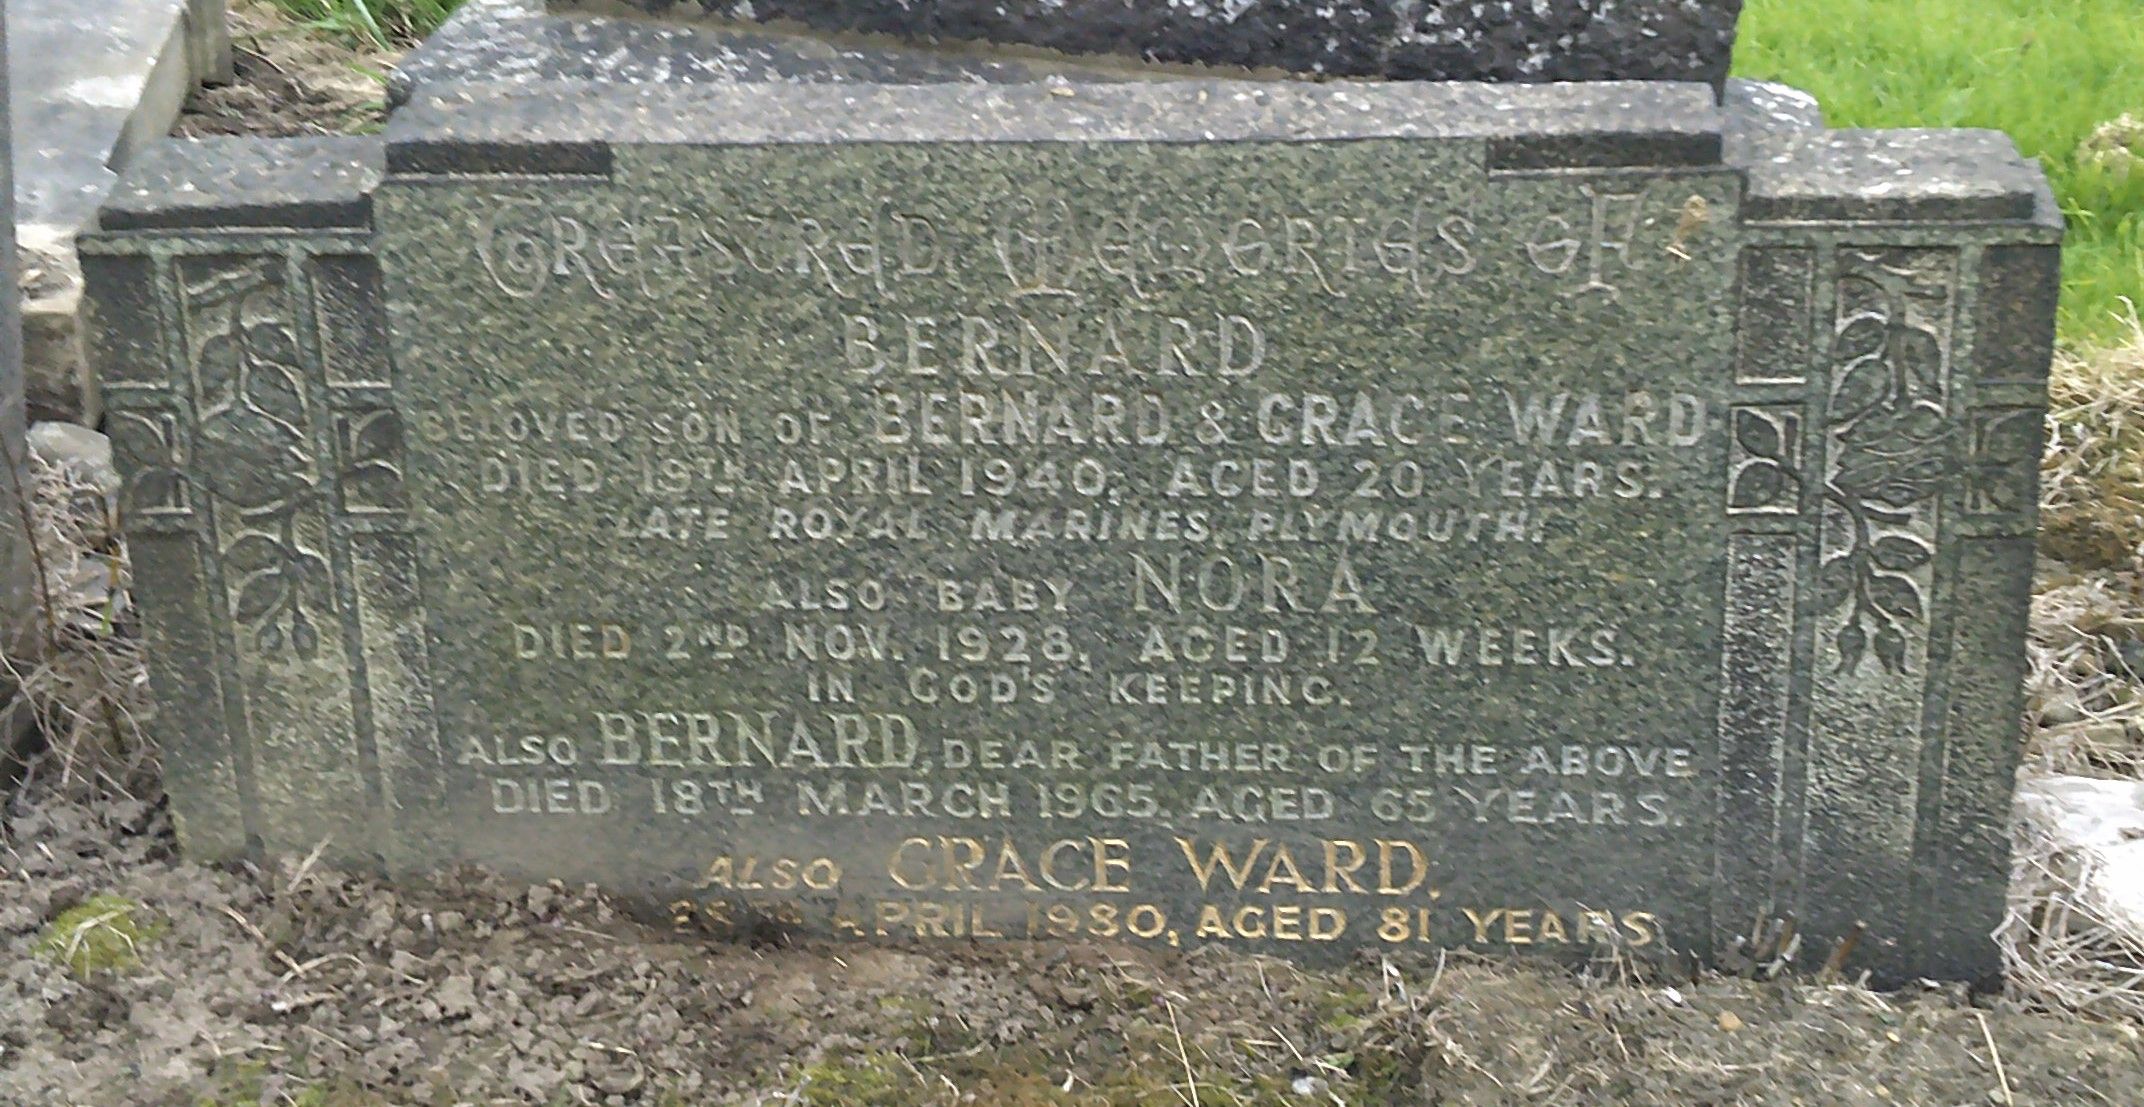 Treasured Memories of
BERNARD
BELOVED SON OF BERNARD & GRACE WARD
DIED 19TH APRIL 1940, AGED 20 YEARS.
LATE ROYAL MARINES, PLYMOUTH.
ALSO BABY NORA
DIED 2ND NOV. 1928, AGED 12 WEEKS.
IN GOD'S KEEPING.
ALSO BERNARD, DEAR FATHER OF THE ABOVE
DIED 18TH MARCH 1965, AGED 65 YEARS.
ALSO GRACE WARD.
APRIL 1980, AGED 81 YEARS